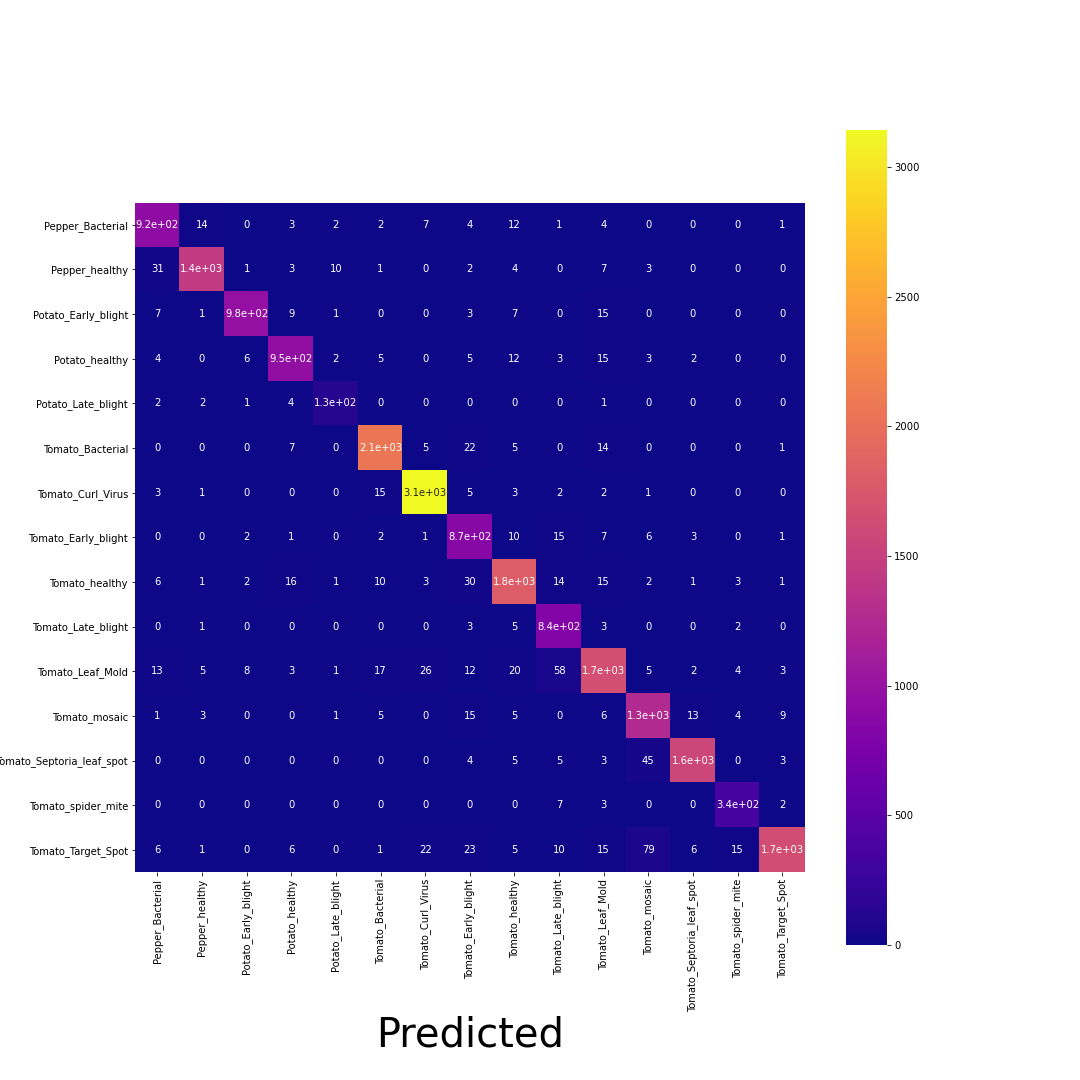 3000
Pepper_Bacterial 9.2e+02 14 0 3 2 2 7 4 12 1 4 0 0 0 1
Pepper_healthy 31 1.4e+03 1 3 10 1 0 2 4 0 7 3 0 0 0
2500
Potato_Early_blight 7 1 9.8e+02 9 1 0 0 3 7 0 15 0 0 0 0
Potato_healthy 4 0 6 9.5e+02 2 5 0 5 12 3 15 3 2 0 0
Potato_Late_blight 2 2 1 4 1.3e+02 0 0 0 0 0 1 0 0 0 0
2000
Tomato_Bacterial 0 0 0 7 0 2.1e+03 5 22 5 0 14 0 0 0 1
Tomato_Curl_Virus 3 1 0 0 0 15 3.1e+03 5 3 2 2 1 0 0 0
Tomato_Early_blight 0 0 2 1 0 2 1 8.7e+02 10 15 7 6 3 0 1
1500
Tomato_healthy 6 1 2 16 1 10 3 30 1.8e+03 14 15 2 1 3 1
Tomato_Late_blight 0 1 0 0 0 0 0 3 5 8.4e+02 3 0 0 2 0
Tomato_Leaf_Mold 13 5 8 3 1 17 26 12 20 58 1.7e+03 5 2 4 3
1000
Tomato_mosaic 1 3 0 0 1 5 0 15 5 0 6 1.3e+03 13 4 9
omato_Septoria_leaf_spot 0 0 0 0 0 0 0 4 5 5 3 45 1.6e+03 0 3
Tomato_spider_mite 0 0 0 0 0 0 0 0 0 7 3 0 0 3.4e+02 2
500
Tomato_Target_Spot 6 1 0 6 0 1 22 23 5 10 15 79 6 15 1.7e+03
0
Pepper_Bacterial
Pepper_healthy
Potato_Early_blight
Potato_healthy
Potato_Late_blight
Tomato_Bacterial
Tomato_Curl_Virus
Tomato_Early_blight
Tomato_healthy
Tomato_Late_blight
Tomato_Leaf_Mold
Tomato_mosaic
Tomato_Septoria_leaf_spot
Tomato_spider_mite
Tomato_Target_Spot
Predicted